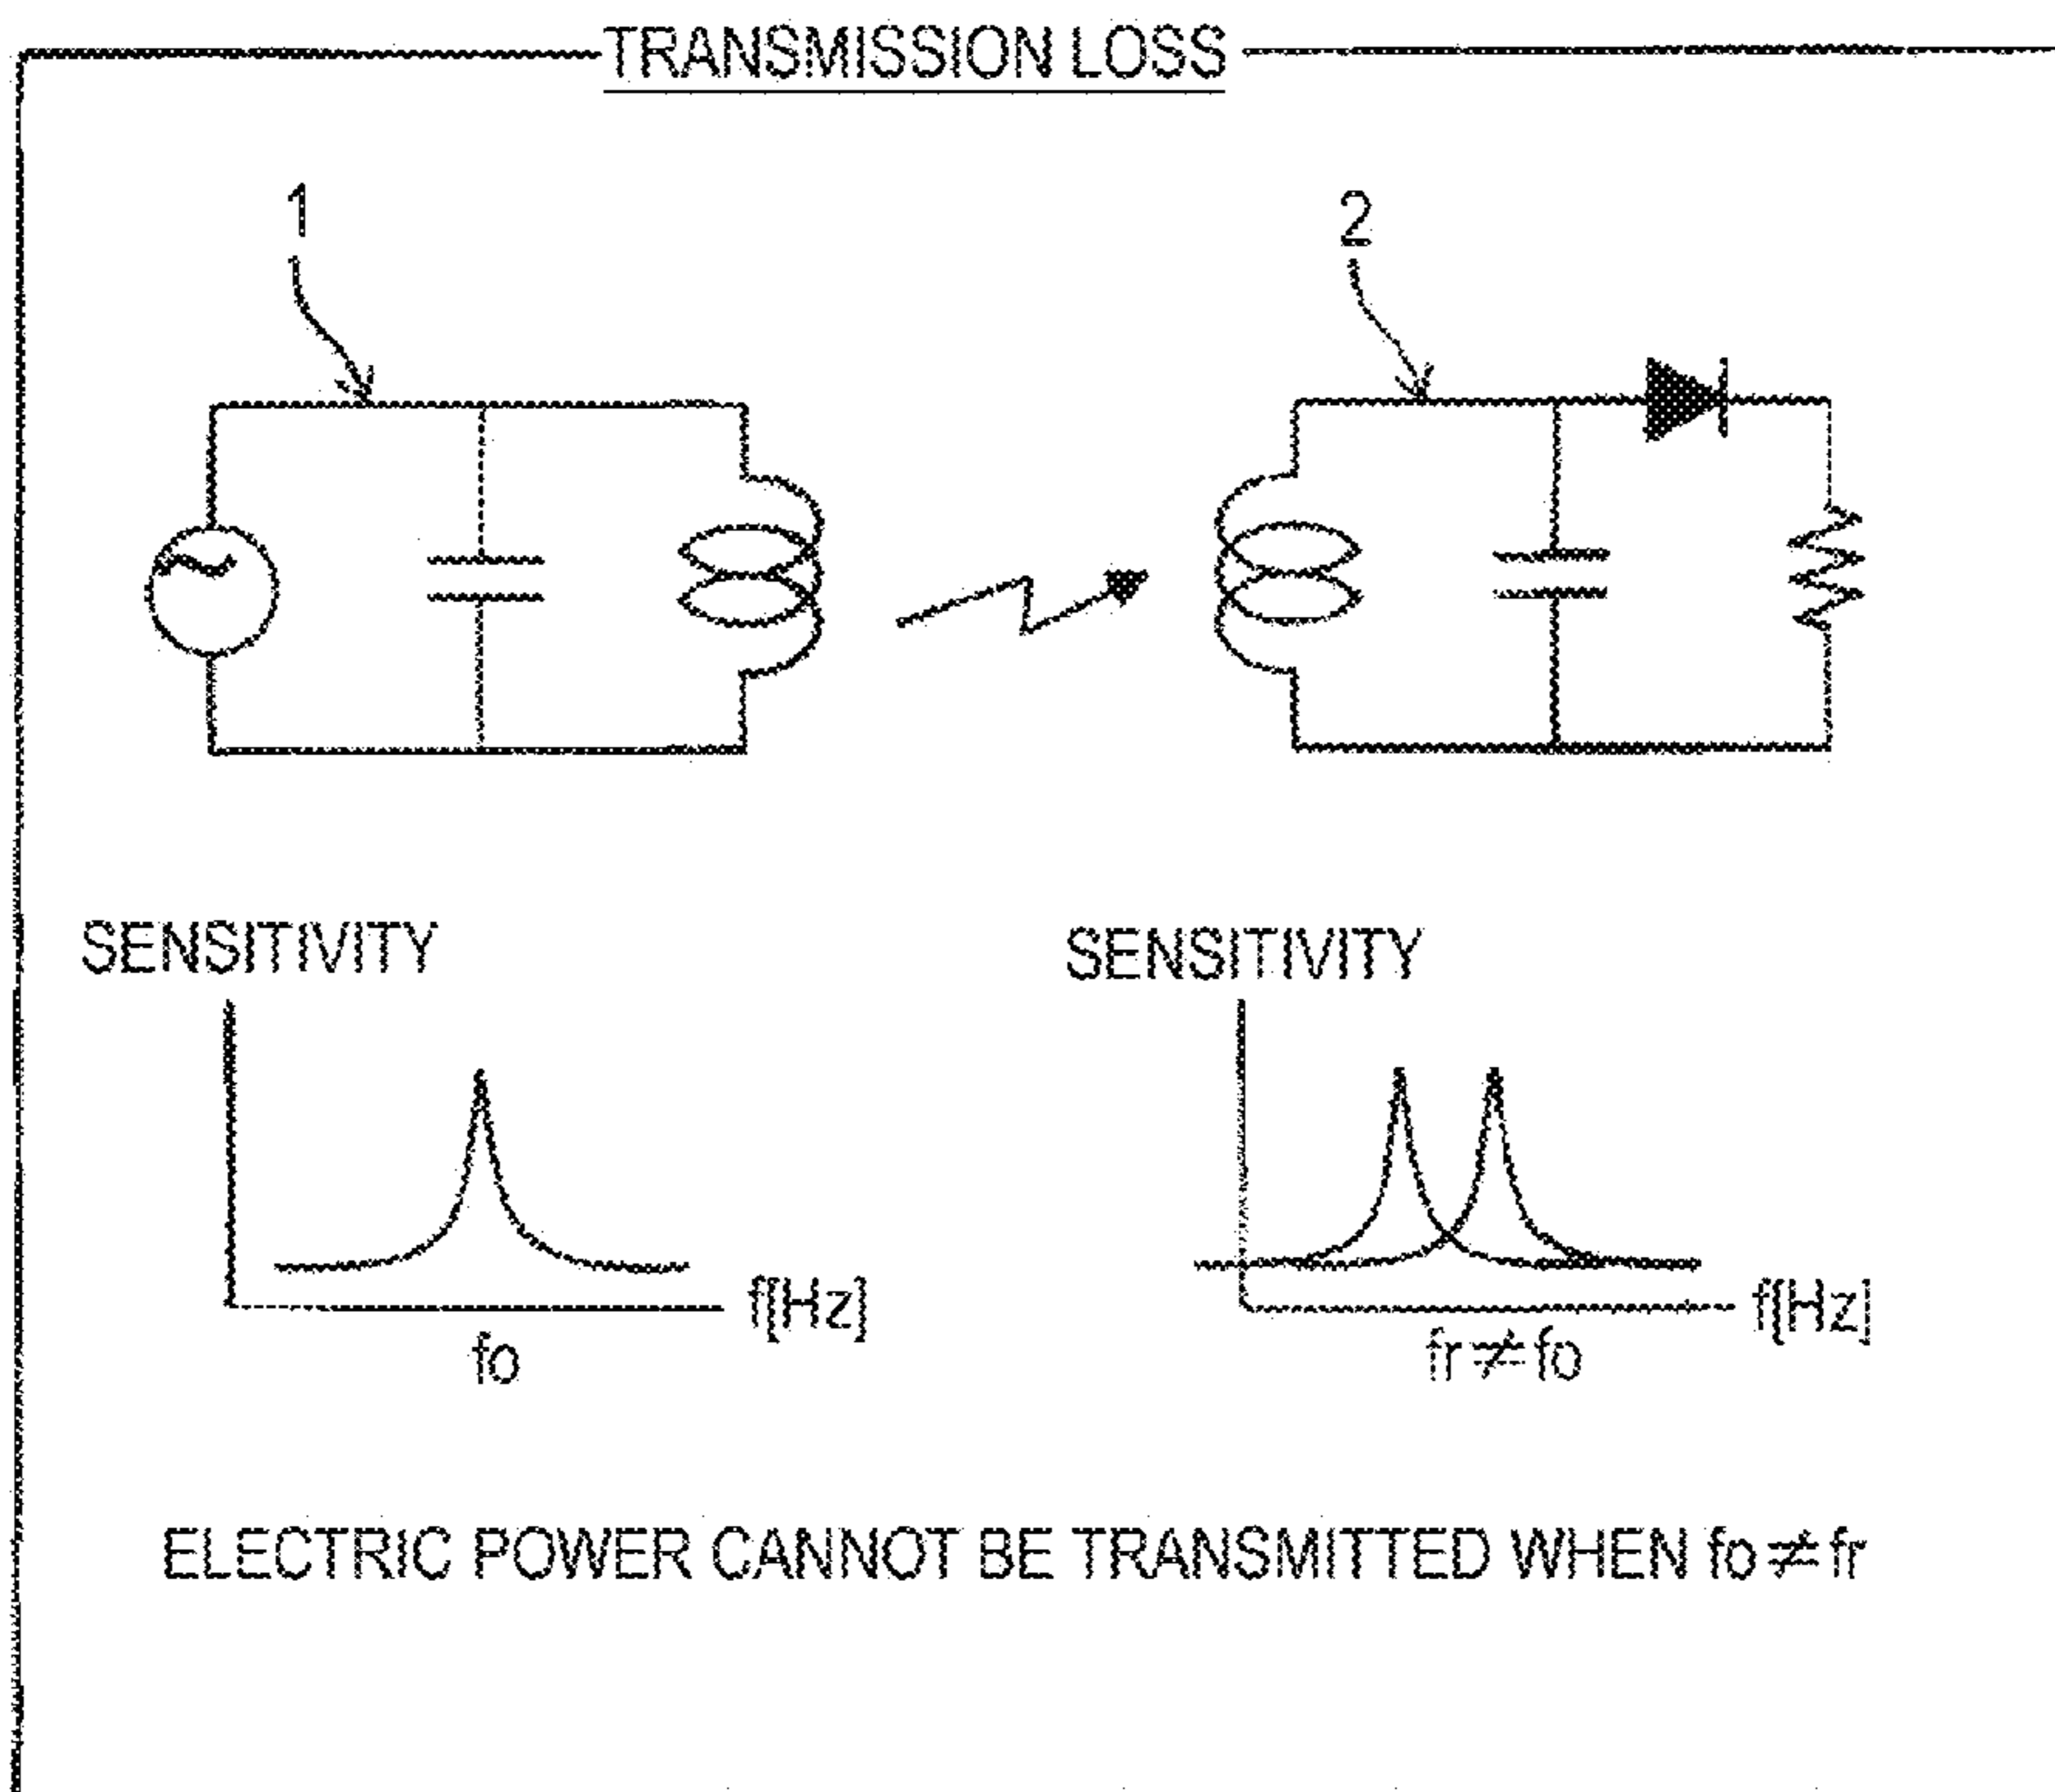 TRANSMISSION LOSS
1
2
SENSITIVITY
SENSITIVITY
f[Hz]
f[Hz]
fo
fr≠fo
ELECTRIC POWER CANNOT BE TRANSMITTED WHEN fo≠fr